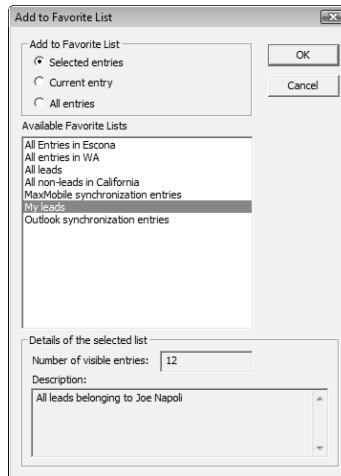 Add to Favorite List
Add to Favorite List
Selected entries
Current entry
All entries
OK
Cancel
Available Favorite Lists
All Entries in Escona
All entries in WA
All leads
All non-leads in California
MaxMobile synchronization entries
My leads
Outlook synchronization entries
Details of the selected list
Number of visible entries: 12
Description:
All leads belonging to Joe Napoli